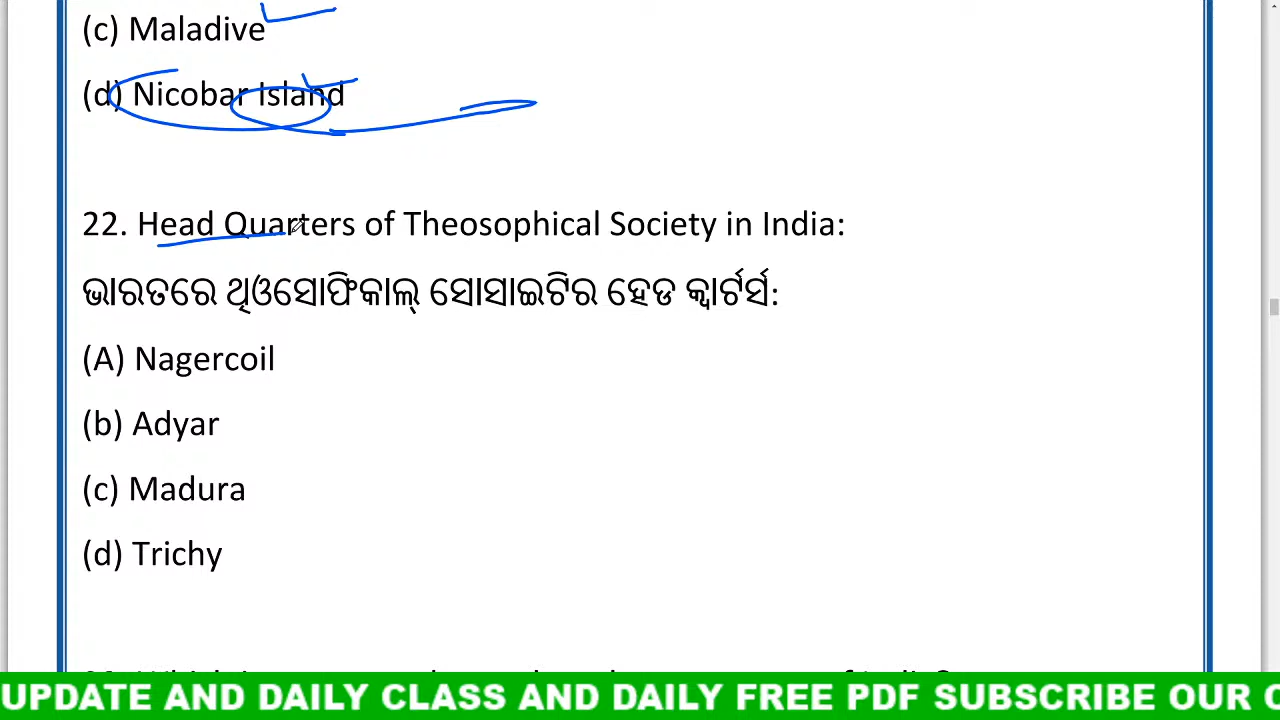 (c) Maladive
(d) Nicobar Island
22. Head Quarters of Theosophical Society in India:
ଭାରତରେ ଥିଓସୋଫିକାଲ୍ ସୋସାଇଟିର ହେଡ କ୍ୱାର୍ଟର୍ସ:
(A) Nagercoil
(b) Adyar
(c) Madura
(d) Trichy
UPDATE AND DAILY CLASS AND DAILY FREE PDF SUBSCRIBE OUR